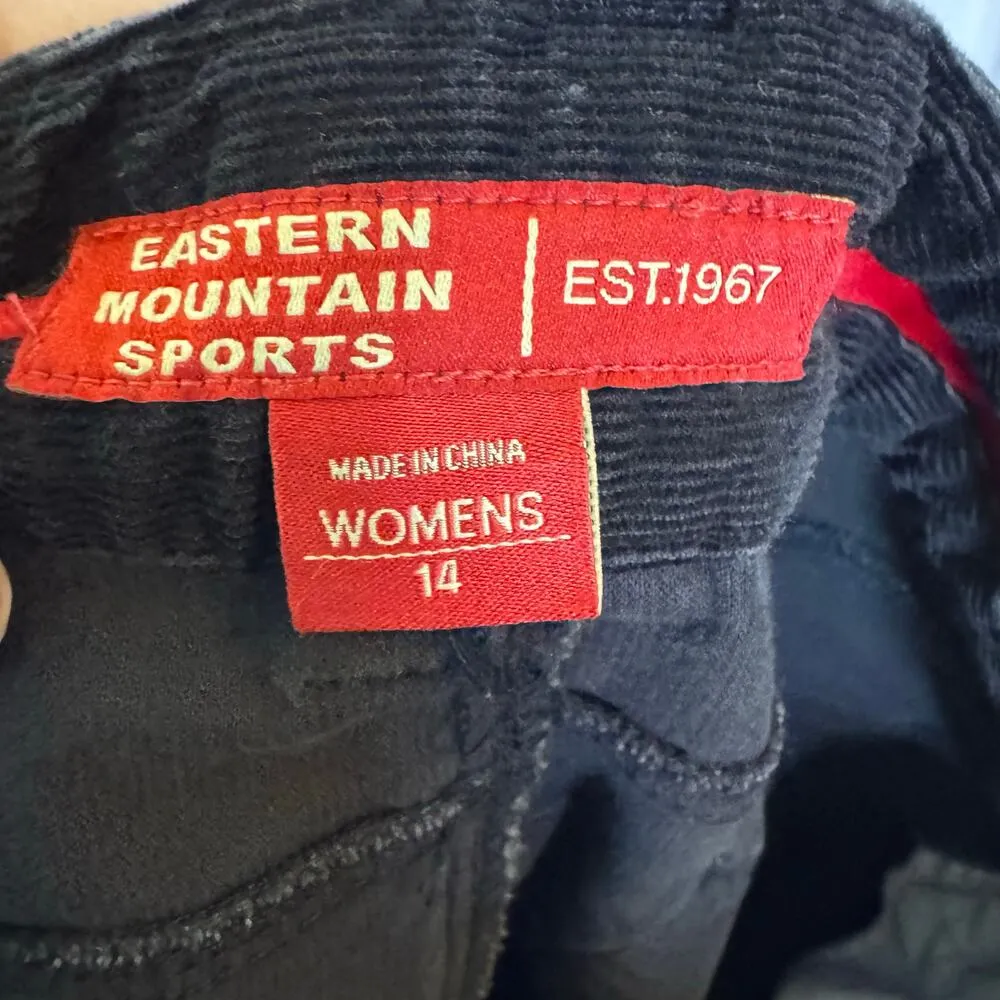 EASTERN
MOUNTAIN
SPORTS
EST.1967
MADE IN CHINA
WOMENS
14